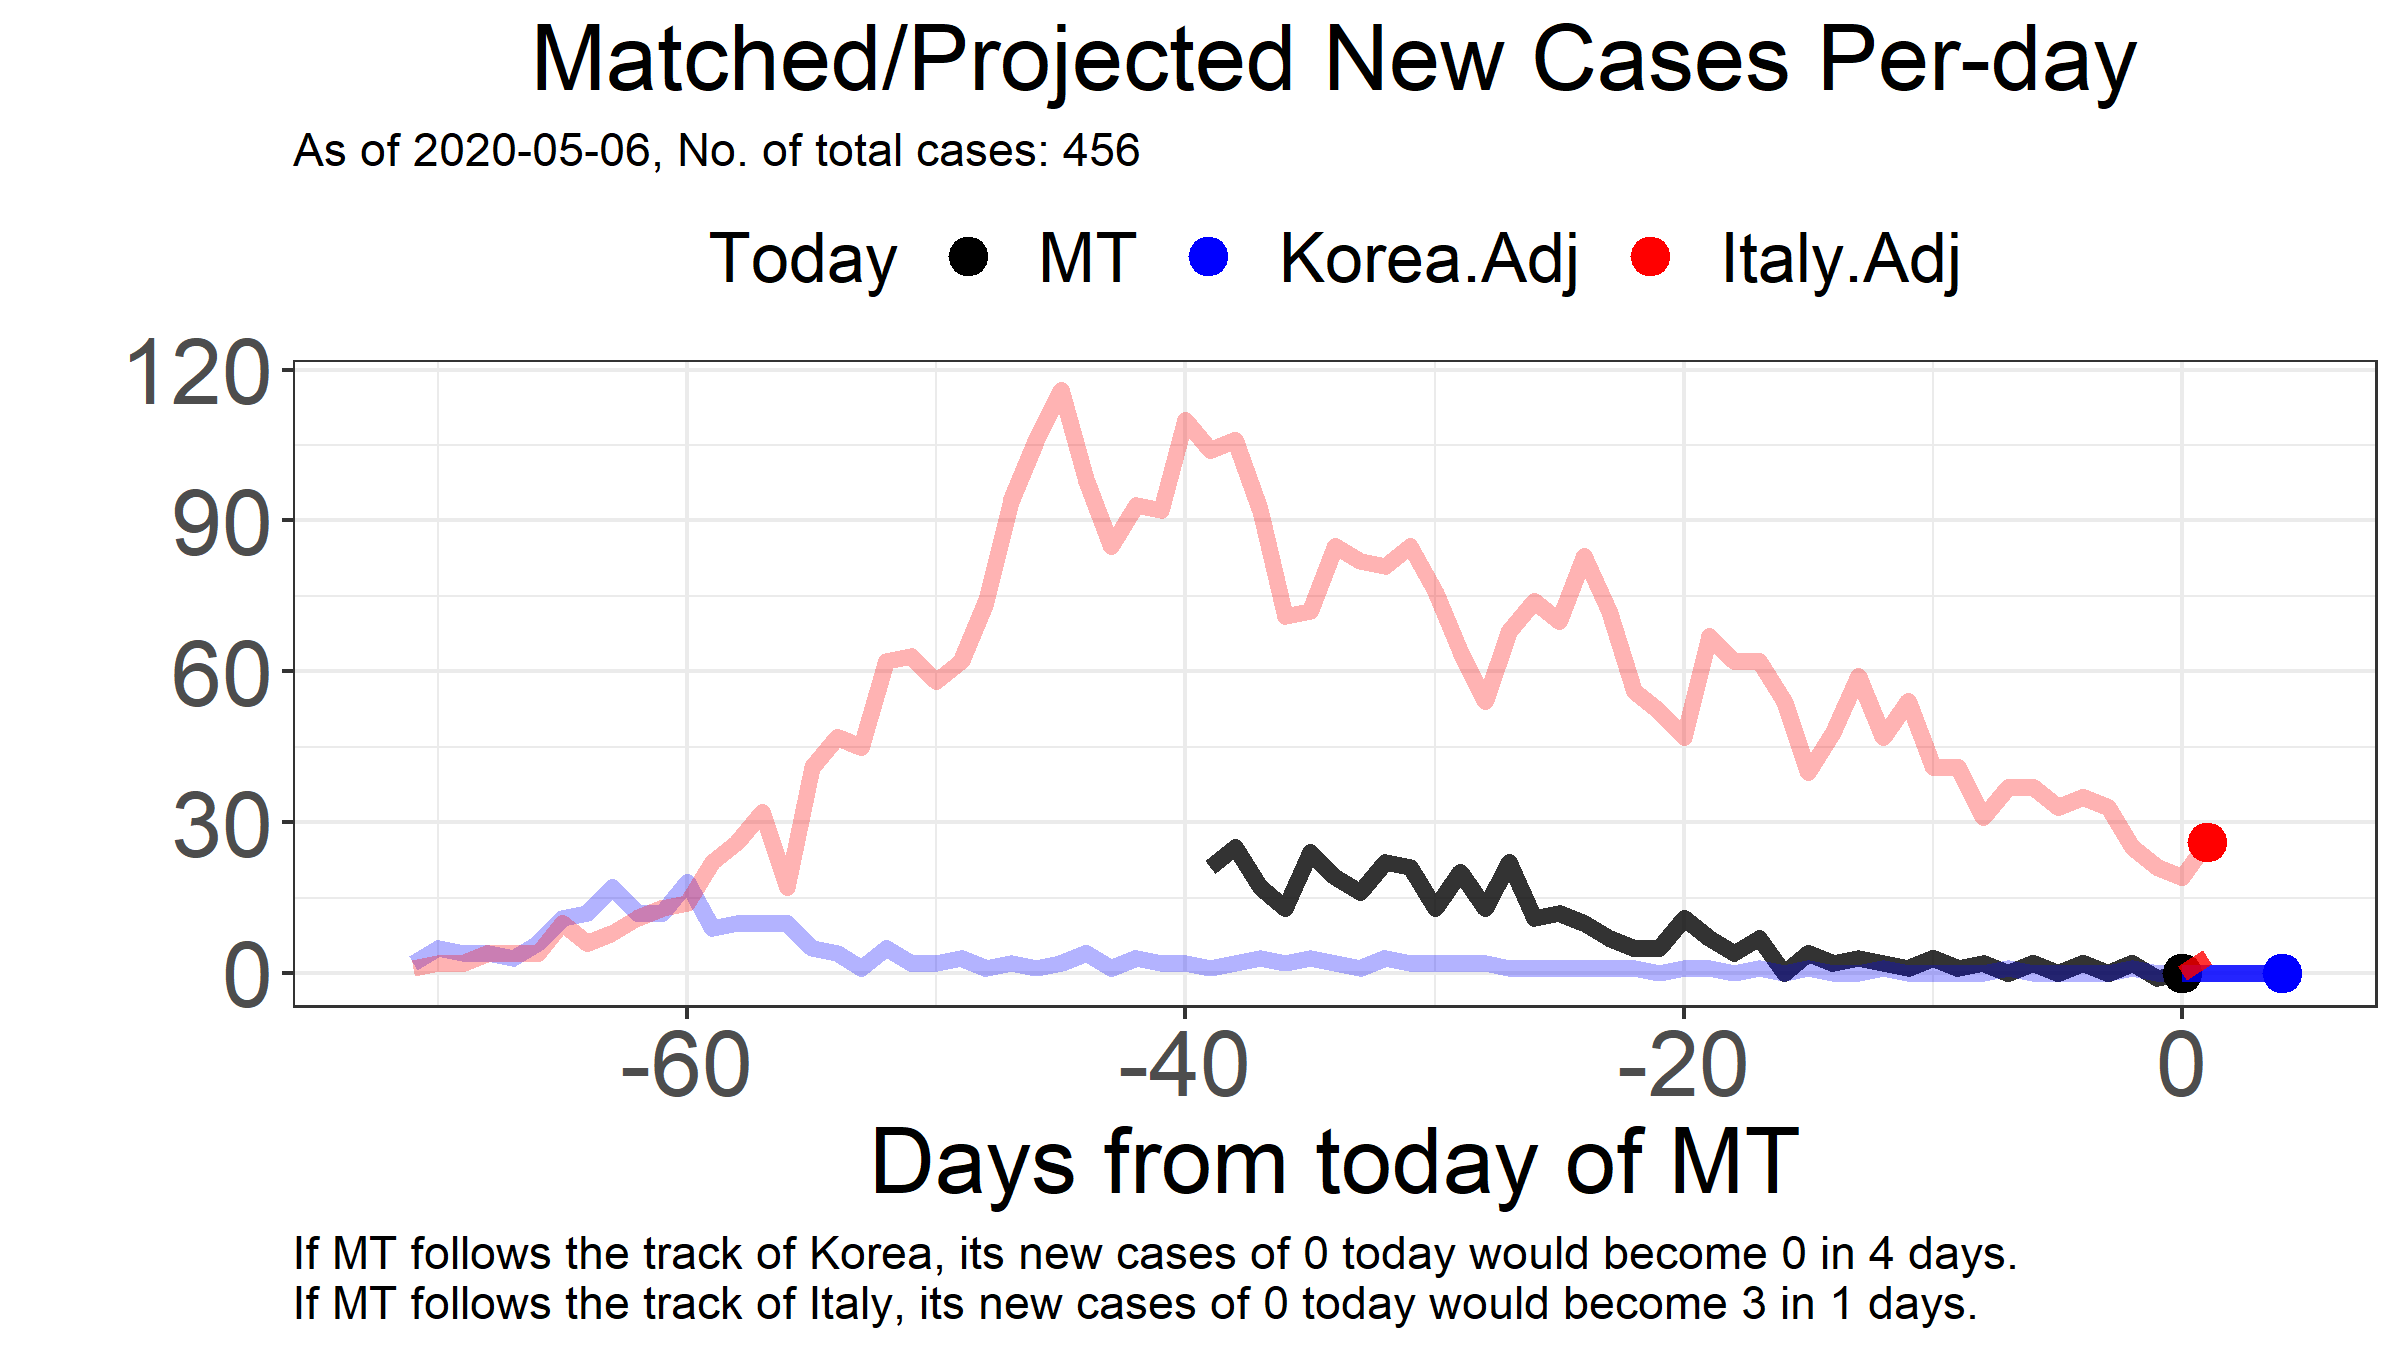 Matched/Projected New Cases Per-day
As of 2020-05-06, No. of total cases: 456
Today MT Korea.Adj Italy.Adj
120
90
60
30
0
-60 -40 -20 0
Days from today of MT
If MT follows the track of Korea, its new cases of 0 today would become 0 in 4 days.
If MT follows the track of Italy, its new cases of 0 today would become 3 in 1 days.